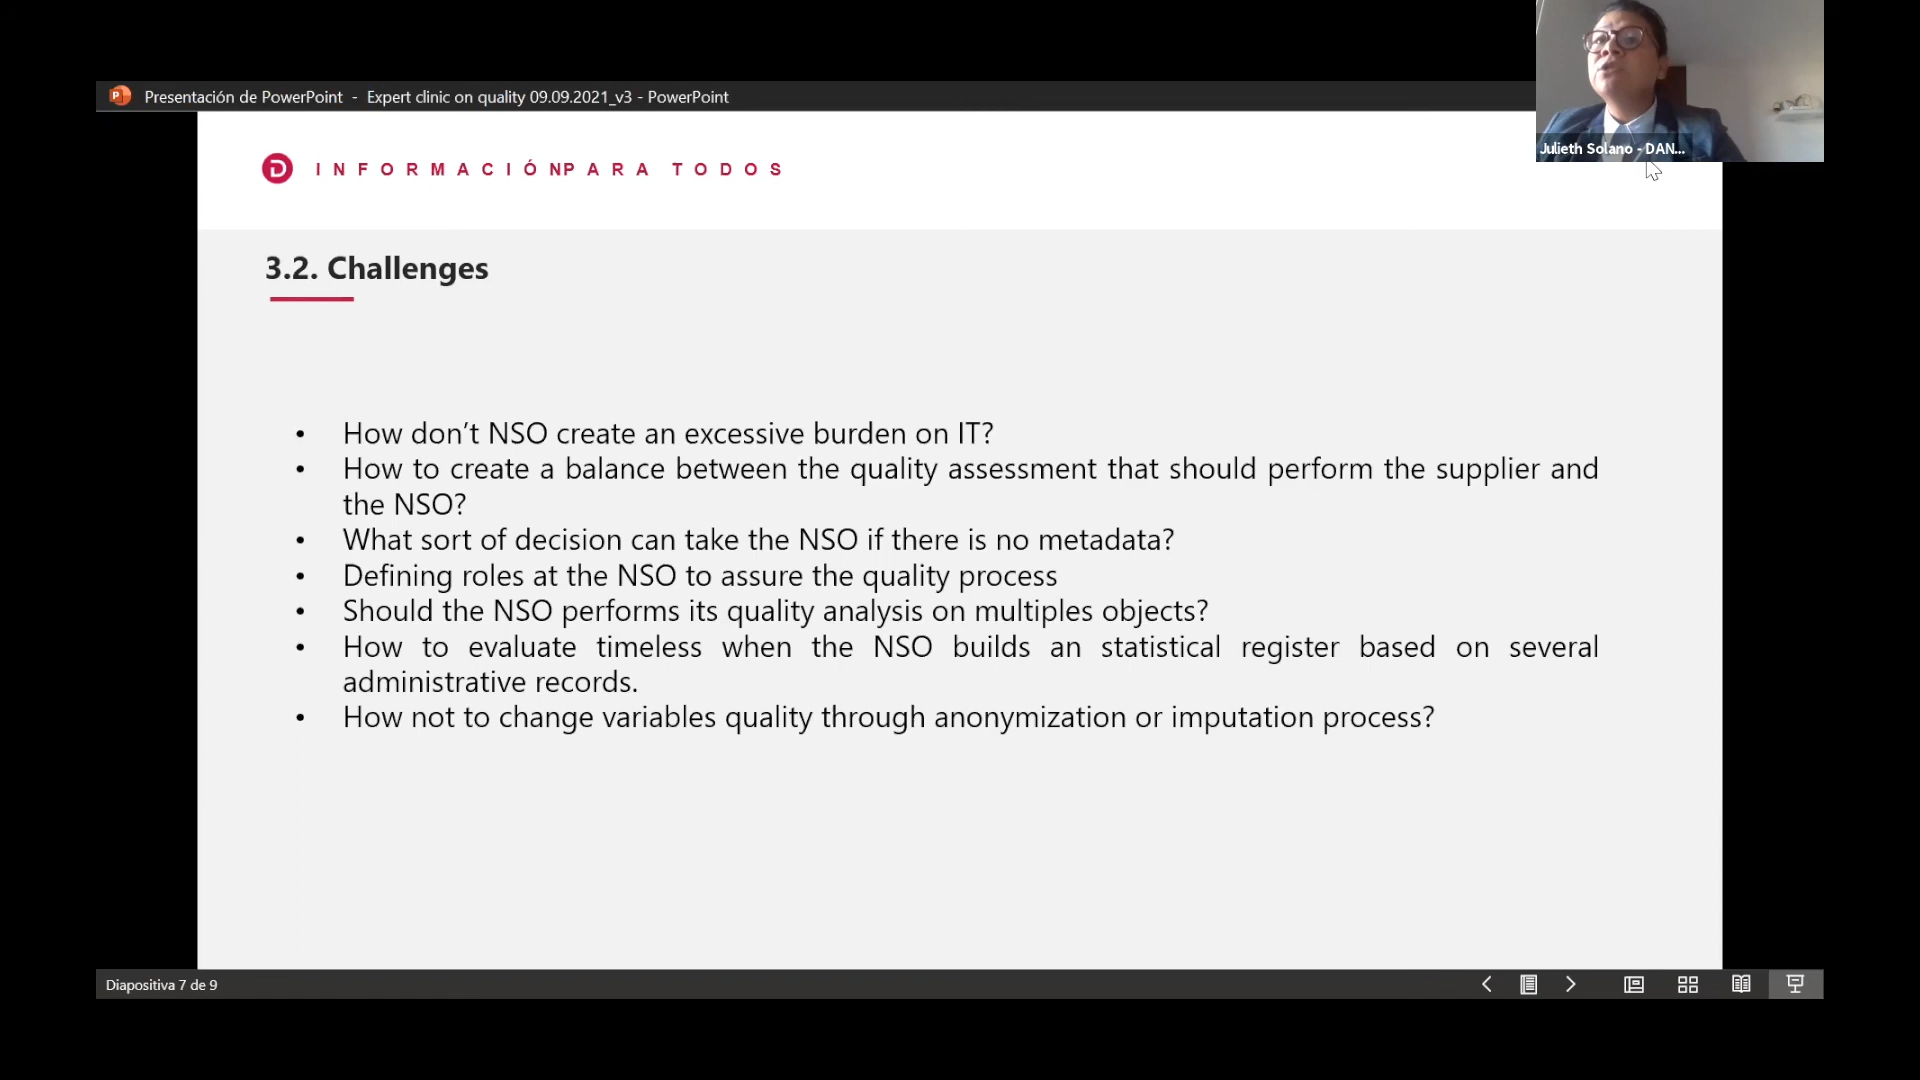 Presentación de PowerPoint - Expert clinic on quality 09.09.2021_v3 - PowerPoint
Julieth Solano - DAN...
D INFORMACIÓNPARA TODOS
3.2. Challenges
• How don’t NSO create an excessive burden on IT?
• How to create a balance between the quality assessment that should perform the supplier and
the NSO?
• What sort of decision can take the NSO if there is no metadata?
• Defining roles at the NSO to assure the quality process
• Should the NSO performs its quality analysis on multiples objects?
• How to evaluate timeless when the NSO builds an statistical register based on several
administrative records.
• How not to change variables quality through anonymization or imputation process?
Diapositiva 7 de 9